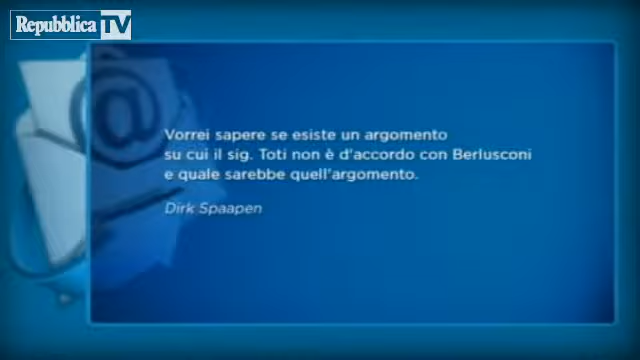 Repubblica TV
@
Vorrei sapere se esiste un argomento
su cui il sig. Toti non è d'accordo con Berlusconi
e quale sarebbe quell'argomento.
Dirk Spaapen